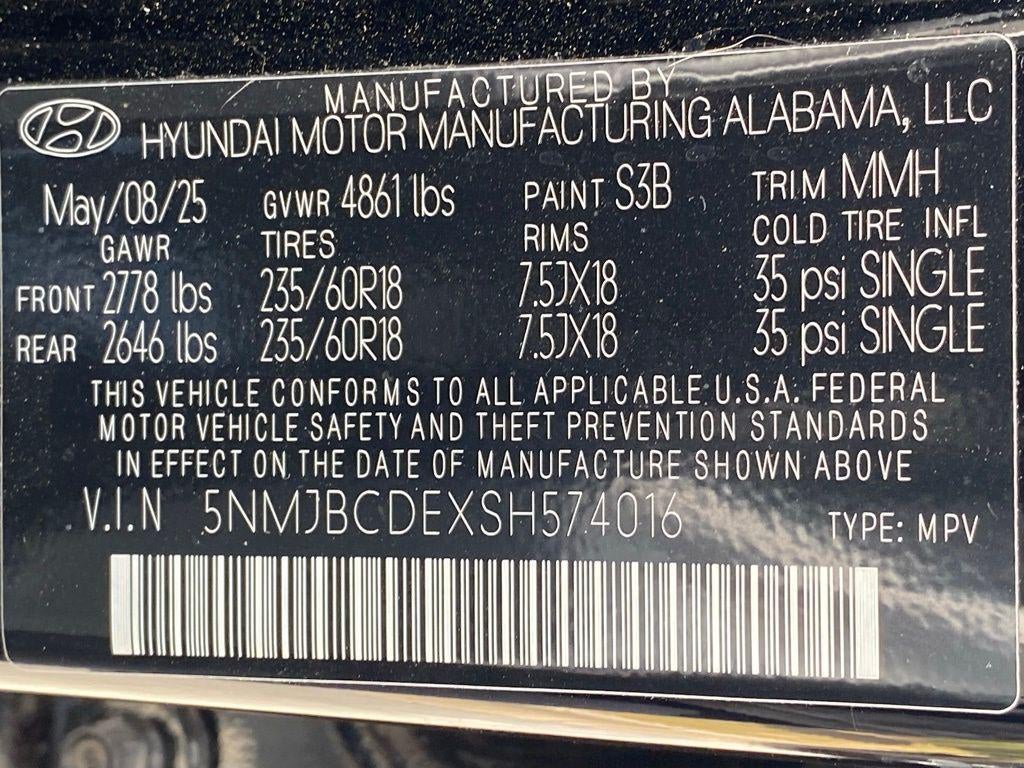 MANUFACTURED BY
HYUNDAI MOTOR MANUFACTURING ALABAMA, LLC
May/08/25 GVWR 4861 lbs PAINT S3B TRIM MMH
GAWR TIRES RIMS COLD TIRE INFL
FRONT 2778 lbs 235/60R18 7.5JX18 35 psi SINGLE
REAR 2646 lbs 235/60R18 7.5JX18 35 psi SINGLE
THIS VEHICLE CONFORMS TO ALL APPLICABLE U.S.A. FEDERAL
MOTOR VEHICLE SAFETY AND THEFT PREVENTION STANDARDS
IN EFFECT ON THE DATE OF MANUFACTURE SHOWN ABOVE
V.I.N 5NMJBCDEXSH574016 TYPE: MPV